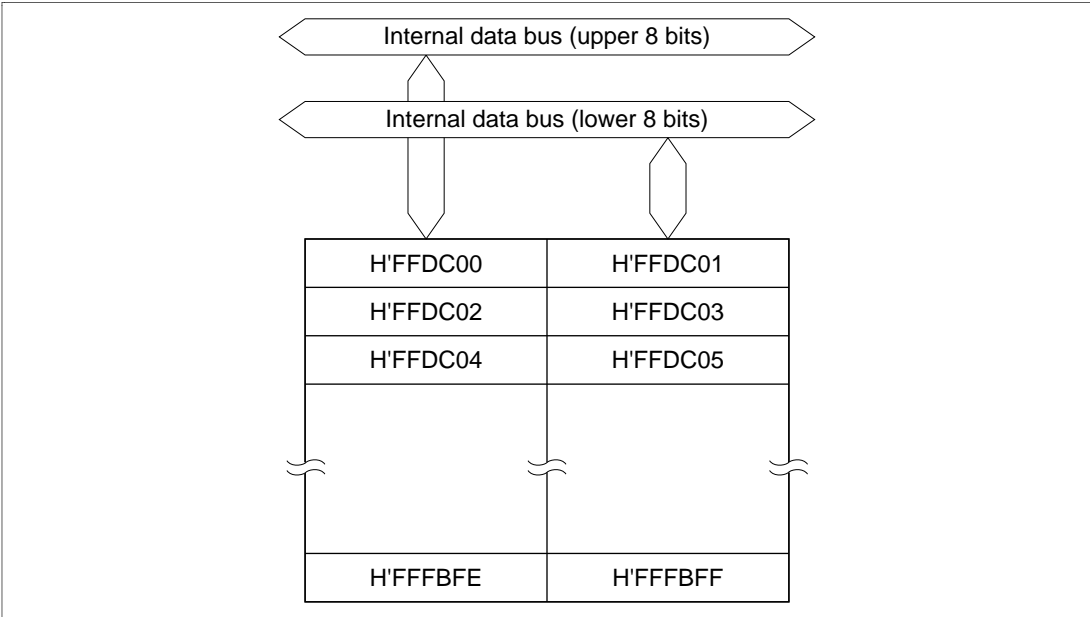 Internal data bus (upper 8 bits)
Internal data bus (lower 8 bits)
H'FFDC00 H'FFDC01
H'FFDC02 H'FFDC03
H'FFDC04 H'FFDC05
H'FFFBFE H'FFFBFF